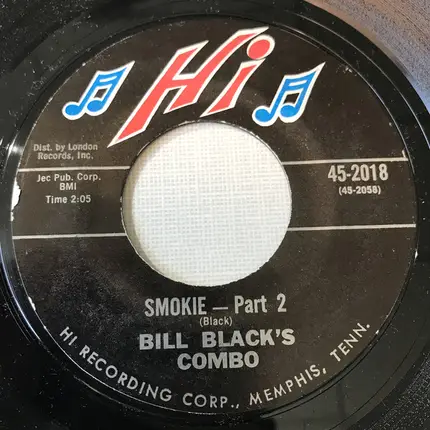 Hi
Dist. by London
Records, Inc.
Jec Pub. Corp.
BMI
Time 2:05
45-2018
(45-2058)
SMOKIE — Part 2
(Black)
BILL BLACK'S
COMBO
HI RECORDING CORP., MEMPHIS, TENN.